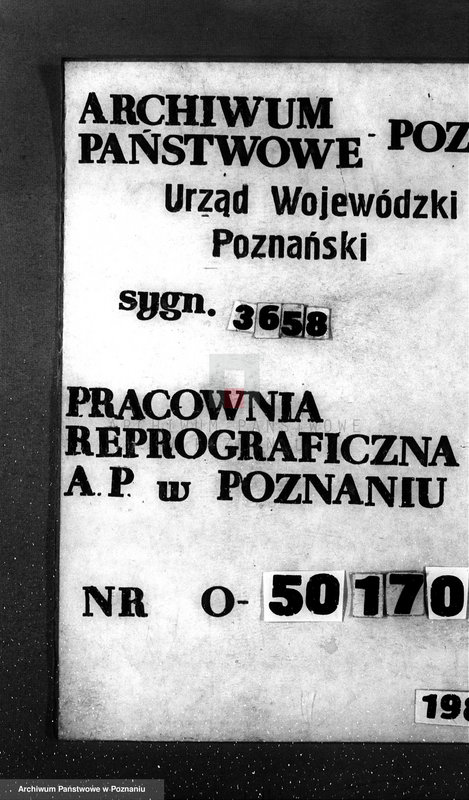 ARCHIWUM
PAŃSTWOWE - POZ
Urząd Wojewódzki
Poznański
sygn. 3658
PRACOWNIA
REPROGRAFICZNA
A.P. w POZNANIU
NR O-50170
198
Archiwum Państwowe w Poznaniu